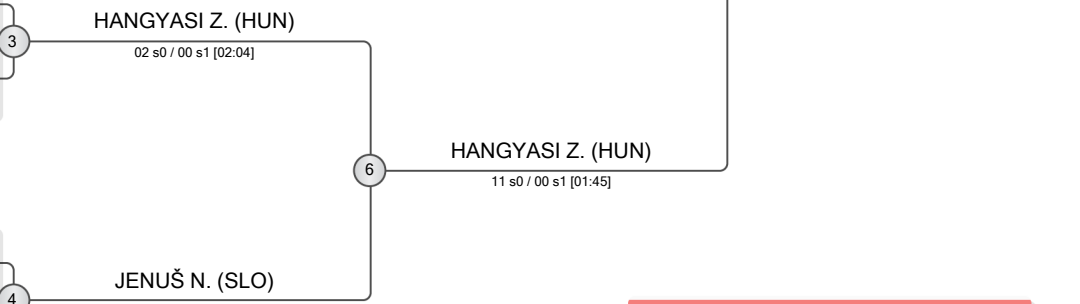 HANGYASI Z. (HUN)
3
02 s0 / 00 s1 [02:04]
HANGYASI Z. (HUN)
6
11 s0 / 00 s1 [01:45]
JENUŠ N. (SLO)
4